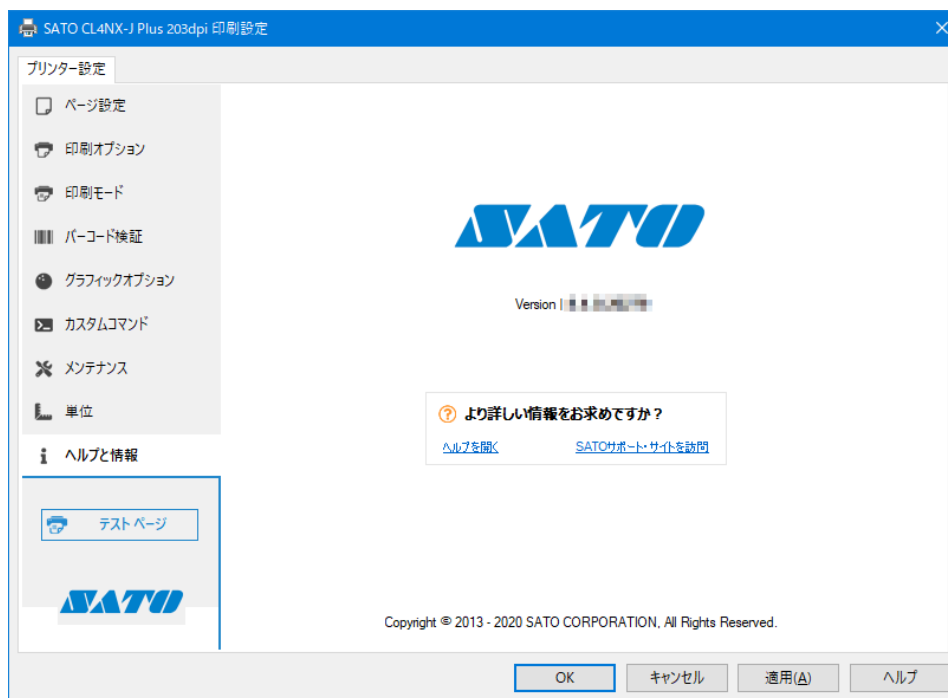 SATO CL4NX-J Plus 203dpi 印刷設定
プリンター設定
ページ設定
印刷オプション
印刷モード
バーコード検証
グラフィックオプション
カスタムコマンド
メンテナンス
単位
ヘルプと情報
テスト ページ
SATO
SATO
Version |
より詳しい情報をお求めですか？
ヘルプを開く SATOサポート・サイトを訪問
Copyright © 2013 - 2020 SATO CORPORATION, All Rights Reserved.
OK キャンセル 適用(A) ヘルプ